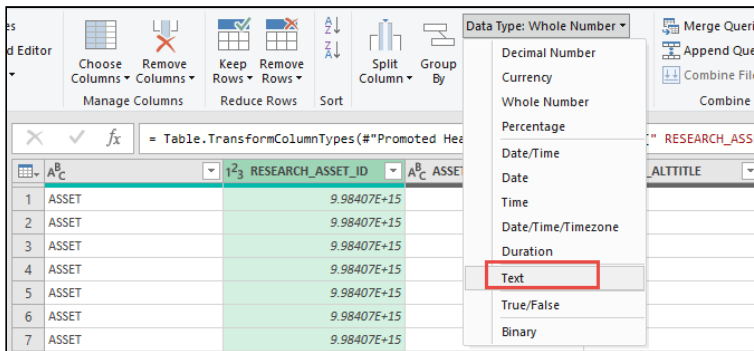 es
d Editor
Choose Columns
Remove Columns
Manage Columns
Keep Rows
Remove Rows
Reduce Rows
Sort
Split Column
Group By
Data Type: Whole Number
Merge Queri
Append Que
Combine File
Combine
Decimal Number
Currency
Whole Number
Percentage
Date/Time
Date
Time
Date/Time/Timezone
Duration
Text
True/False
Binary
fx = Table.TransformColumnTypes(#"Promoted Hea
" RESEARCH_ASS
ABC
123 RESEARCH_ASSET_ID
ABC ASSET
_ALTTITLE
1 ASSET 9.98407E+15
2 ASSET 9.98407E+15
3 ASSET 9.98407E+15
4 ASSET 9.98407E+15
5 ASSET 9.98407E+15
6 ASSET 9.98407E+15
7 ASSET 9.98407E+15